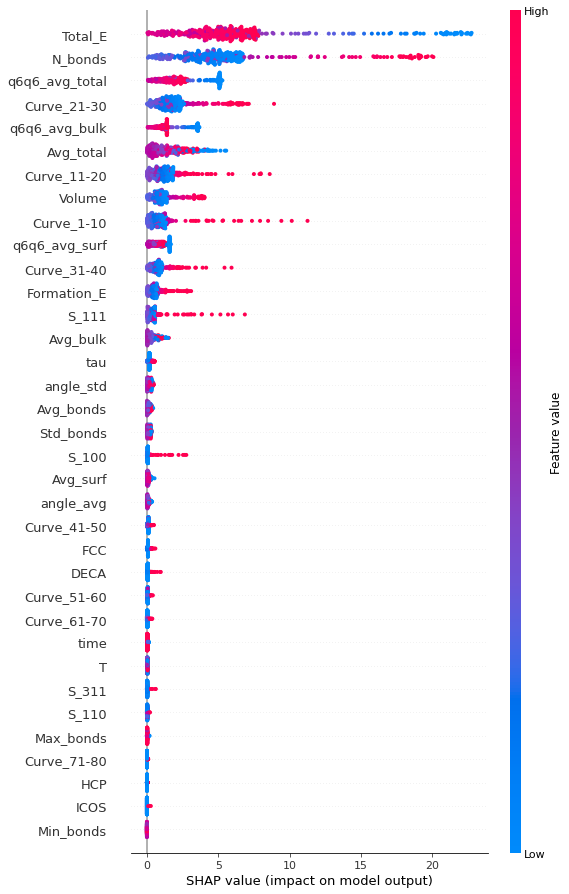 High
Total_E
N_bonds
q6q6_avg_total
Curve_21-30
q6q6_avg_bulk
Avg_total
Curve_11-20
Volume
Curve_1-10
q6q6_avg_surf
Curve_31-40
Formation_E
S_111
Avg_bulk
tau
angle_std
Avg_bonds
Std_bonds
S_100
Avg_surf
angle_avg
Curve_41-50
FCC
DECA
Curve_51-60
Curve_61-70
time
T
S_311
S_110
Max_bonds
Curve_71-80
HCP
ICOS
Min_bonds
Feature value
Low
0 5 10 15 20
SHAP value (impact on model output)